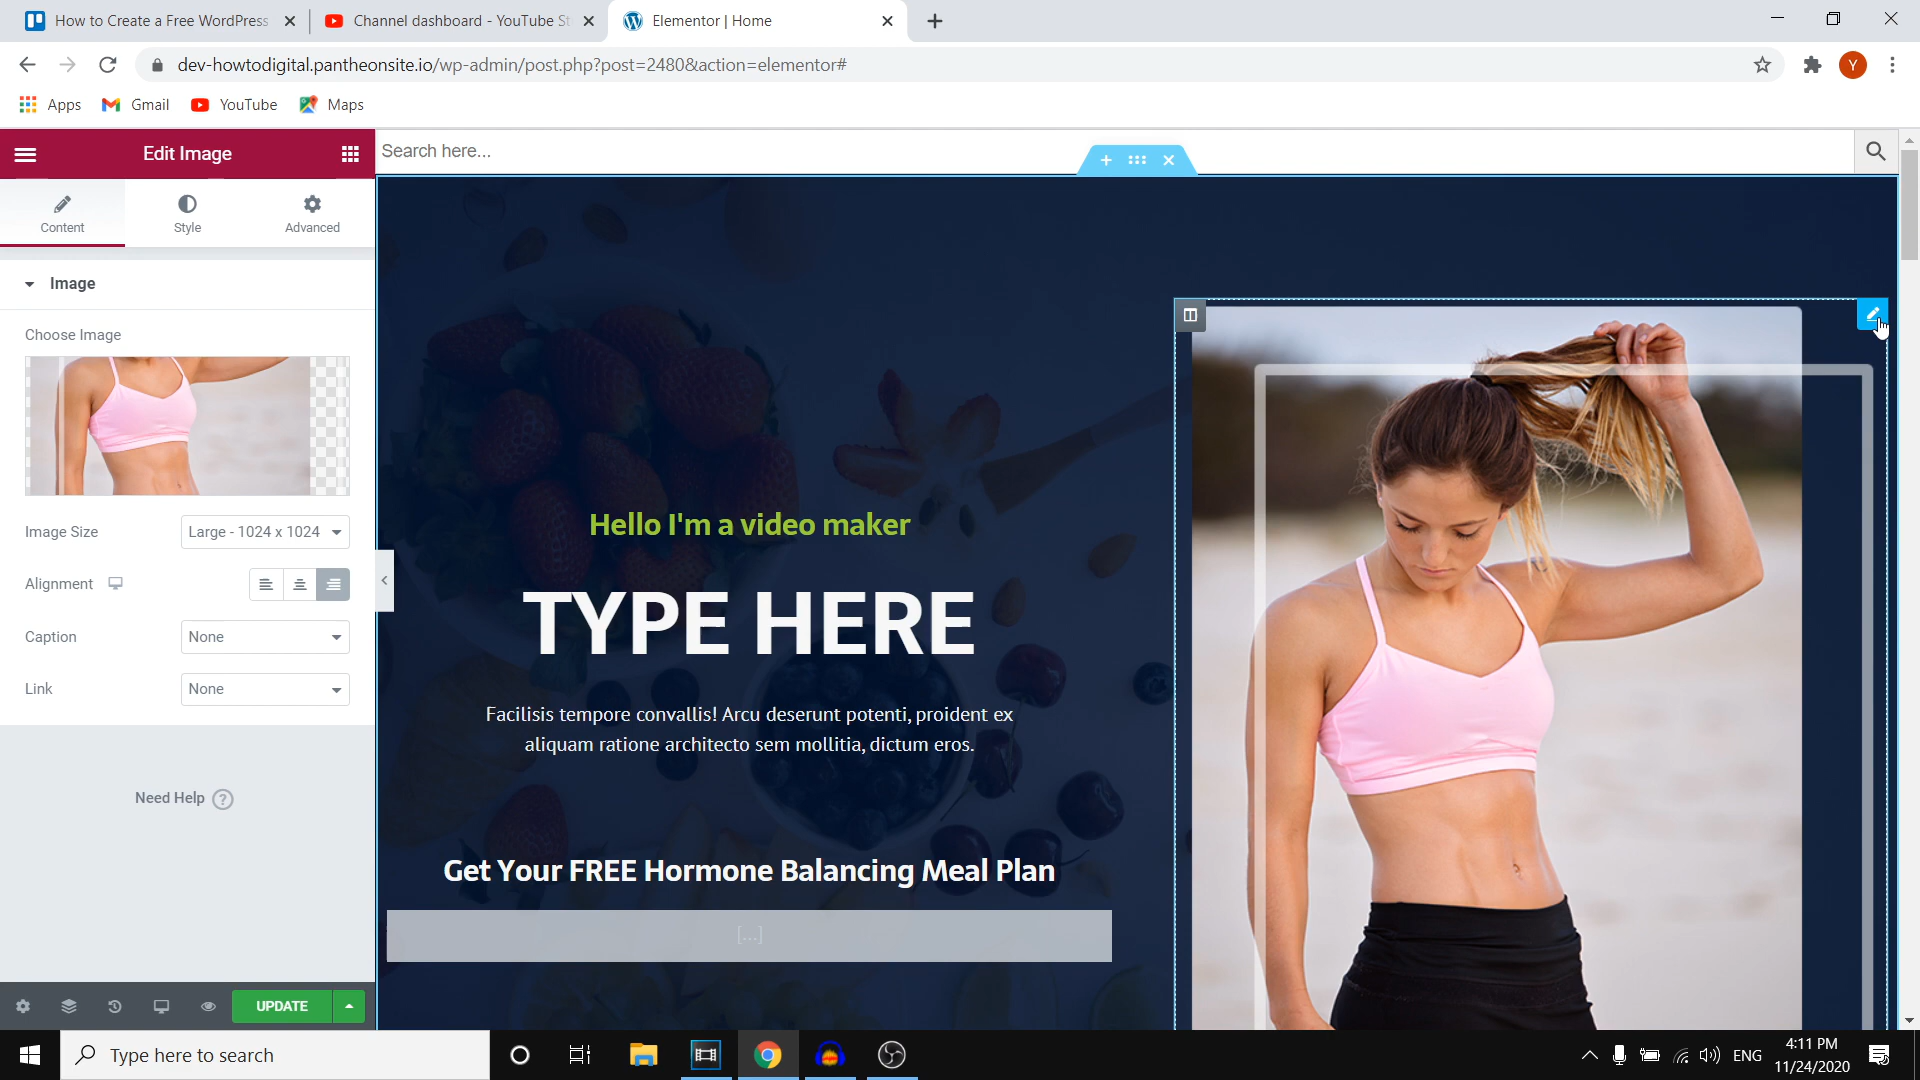 How to Create a Free WordPress
Channel dashboard - YouTube St
Elementor | Home
dev-howtodigital.pantheonsite.io/wp-admin/post.php?post=2480&action=elementor#
Y
Apps
Gmail
YouTube
Maps
Edit Image
Search here...
Content
Style
Advanced
Image
Choose Image
Image Size
Large - 1024 x 1024
Alignment
Caption
None
Link
None
Need Help ?
UPDATE
Hello I'm a video maker
TYPE HERE
Facilisis tempore convallis! Arcu deserunt potenti, proident ex
aliquam ratione architecto sem mollitia, dictum eros.
Get Your FREE Hormone Balancing Meal Plan
[...]
Type here to search
ENG
4:11 PM
11/24/2020